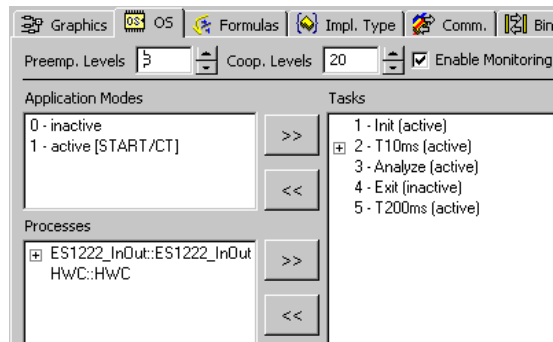 Graphics OS Formulas Impl. Type Comm. Bin
Preemp. Levels 3 Coop. Levels 20 Enable Monitoring
Application Modes
0 - inactive
1 - active [START/CT]
>>
<<
Tasks
1 - Init (active)
2 - T10ms (active)
3 - Analyze (active)
4 - Exit (inactive)
5 - T200ms (active)
Processes
ES1222_InOut::ES1222_InOut
HWC::HWC
>>
<<